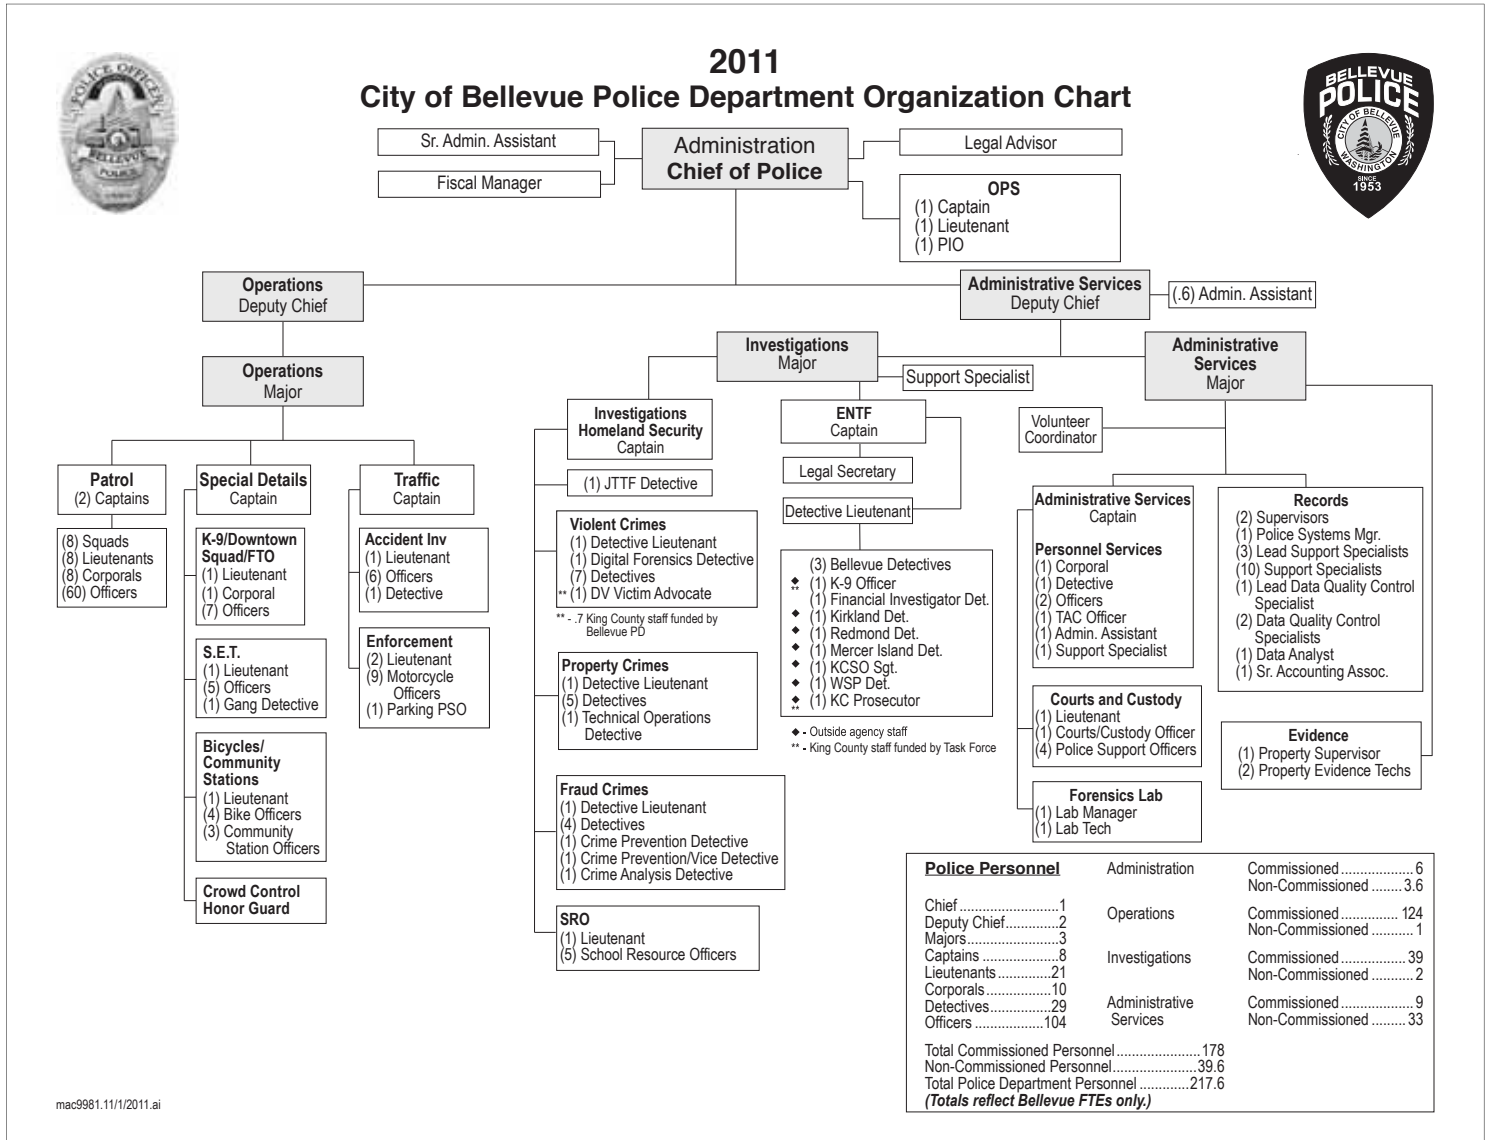 2011
City of Bellevue Police Department Organization Chart
POLICE OFFICER
BELLEVUE
POLICE
BELLEVUE
POLICE
CITY OF BELLEVUE
WASHINGTON
SINCE
1953
Sr. Admin. Assistant
Fiscal Manager
Administration
Chief of Police
Legal Advisor
OPS
(1) Captain
(1) Lieutenant
(1) PIO
Operations
Deputy Chief
Administrative Services
Deputy Chief
(.6) Admin. Assistant
Operations
Major
Investigations
Major
Support Specialist
Administrative
Services
Major
Patrol
(2) Captains
(8) Squads
(8) Lieutenants
(8) Corporals
(60) Officers
Special Details
Captain
K-9/Downtown
Squad/FTO
(1) Lieutenant
(1) Corporal
(7) Officers
S.E.T.
(1) Lieutenant
(5) Officers
(1) Gang Detective
Bicycles/
Community
Stations
(1) Lieutenant
(4) Bike Officers
(3) Community
Station Officers
Crowd Control
Honor Guard
Traffic
Captain
Accident Inv
(1) Lieutenant
(6) Officers
(1) Detective
Enforcement
(2) Lieutenant
(9) Motorcycle
Officers
(1) Parking PSO
Investigations
Homeland Security
Captain
(1) JTTF Detective
Violent Crimes
(1) Detective Lieutenant
(1) Digital Forensics Detective
(7) Detectives
** (1) DV Victim Advocate
** - .7 King County staff funded by
Bellevue PD
Property Crimes
(1) Detective Lieutenant
(5) Detectives
(1) Technical Operations
Detective
Fraud Crimes
(1) Detective Lieutenant
(4) Detectives
(1) Crime Prevention Detective
(1) Crime Prevention/Vice Detective
(1) Crime Analysis Detective
SRO
(1) Lieutenant
(5) School Resource Officers
ENTF
Captain
Legal Secretary
Detective Lieutenant
(3) Bellevue Detectives
◆ ** (1) K-9 Officer
(1) Financial Investigator Det.
◆ (1) Kirkland Det.
◆ (1) Redmond Det.
◆ (1) Mercer Island Det.
◆ (1) KCSO Sgt.
◆ (1) WSP Det.
◆ ** (1) KC Prosecutor
◆ - Outside agency staff
** - King County staff funded by Task Force
Volunteer
Coordinator
Administrative Services
Captain
Personnel Services
(1) Corporal
(1) Detective
(2) Officers
(1) TAC Officer
(1) Admin. Assistant
(1) Support Specialist
Courts and Custody
(1) Lieutenant
(1) Courts/Custody Officer
(4) Police Support Officers
Forensics Lab
(1) Lab Manager
(1) Lab Tech
Records
(2) Supervisors
(1) Police Systems Mgr.
(3) Lead Support Specialists
(10) Support Specialists
(1) Lead Data Quality Control
Specialist
(2) Data Quality Control
Specialists
(1) Data Analyst
(1) Sr. Accounting Assoc.
Evidence
(1) Property Supervisor
(2) Property Evidence Techs
Police Personnel
Chief ..........................1
Deputy Chief..............2
Majors........................3
Captains ....................8
Lieutenants ..............21
Corporals.................10
Detectives................29
Officers ..................104
Administration
Commissioned...................6
Non-Commissioned ........3.6
Operations
Commissioned............... 124
Non-Commissioned ...........1
Investigations
Commissioned .................39
Non-Commissioned ...........2
Administrative
Services
Commissioned...................9
Non-Commissioned .........33
Total Commissioned Personnel......................178
Non-Commissioned Personnel......................39.6
Total Police Department Personnel .............217.6
(Totals reflect Bellevue FTEs only.)
mac9981.11/1/2011.ai